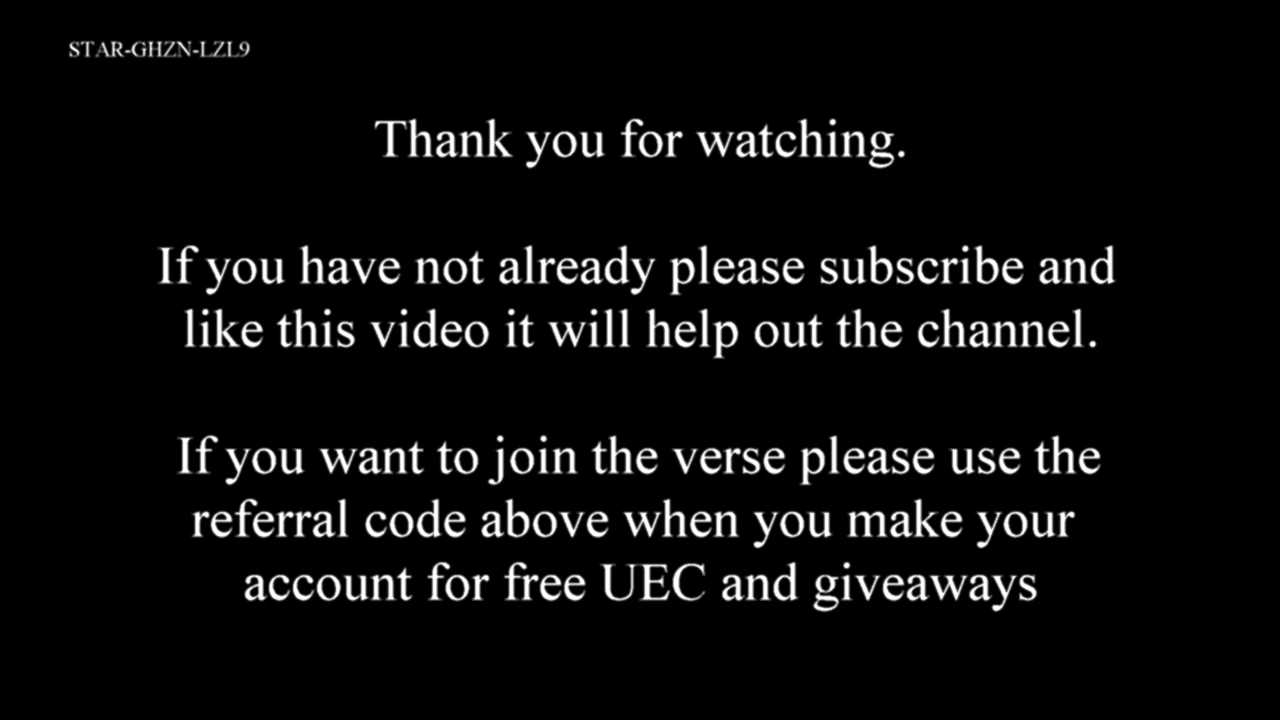 STAR-GHZN-LZL9
Thank you for watching.
If you have not already please subscribe and
like this video it will help out the channel.
If you want to join the verse please use the
referral code above when you make your
account for free UEC and giveaways